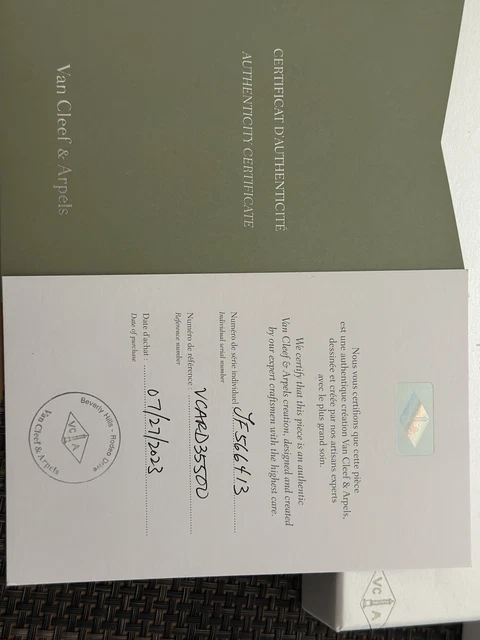 Van Cleef & Arpels
CERTIFICAT D'AUTHENTICITÉ
AUTHENTICITY CERTIFICATE
Nous vous certifions que cette pièce
est une authentique création Van Cleef & Arpels,
dessinée et créée par nos artisans experts
avec le plus grand soin.
We certify that this piece is an authentic
Van Cleef & Arpels creation, designed and created
by our expert craftsmen with the highest care.
Numéro de série individuel JF566413
Individual serial number
Numéro de référence : VCARD35500
Reference number
Date d'achat : 07/27/2023
Date of purchase
Beverly Hills - Rodeo Drive
VC A
Van Cleef & Arpels
VC A